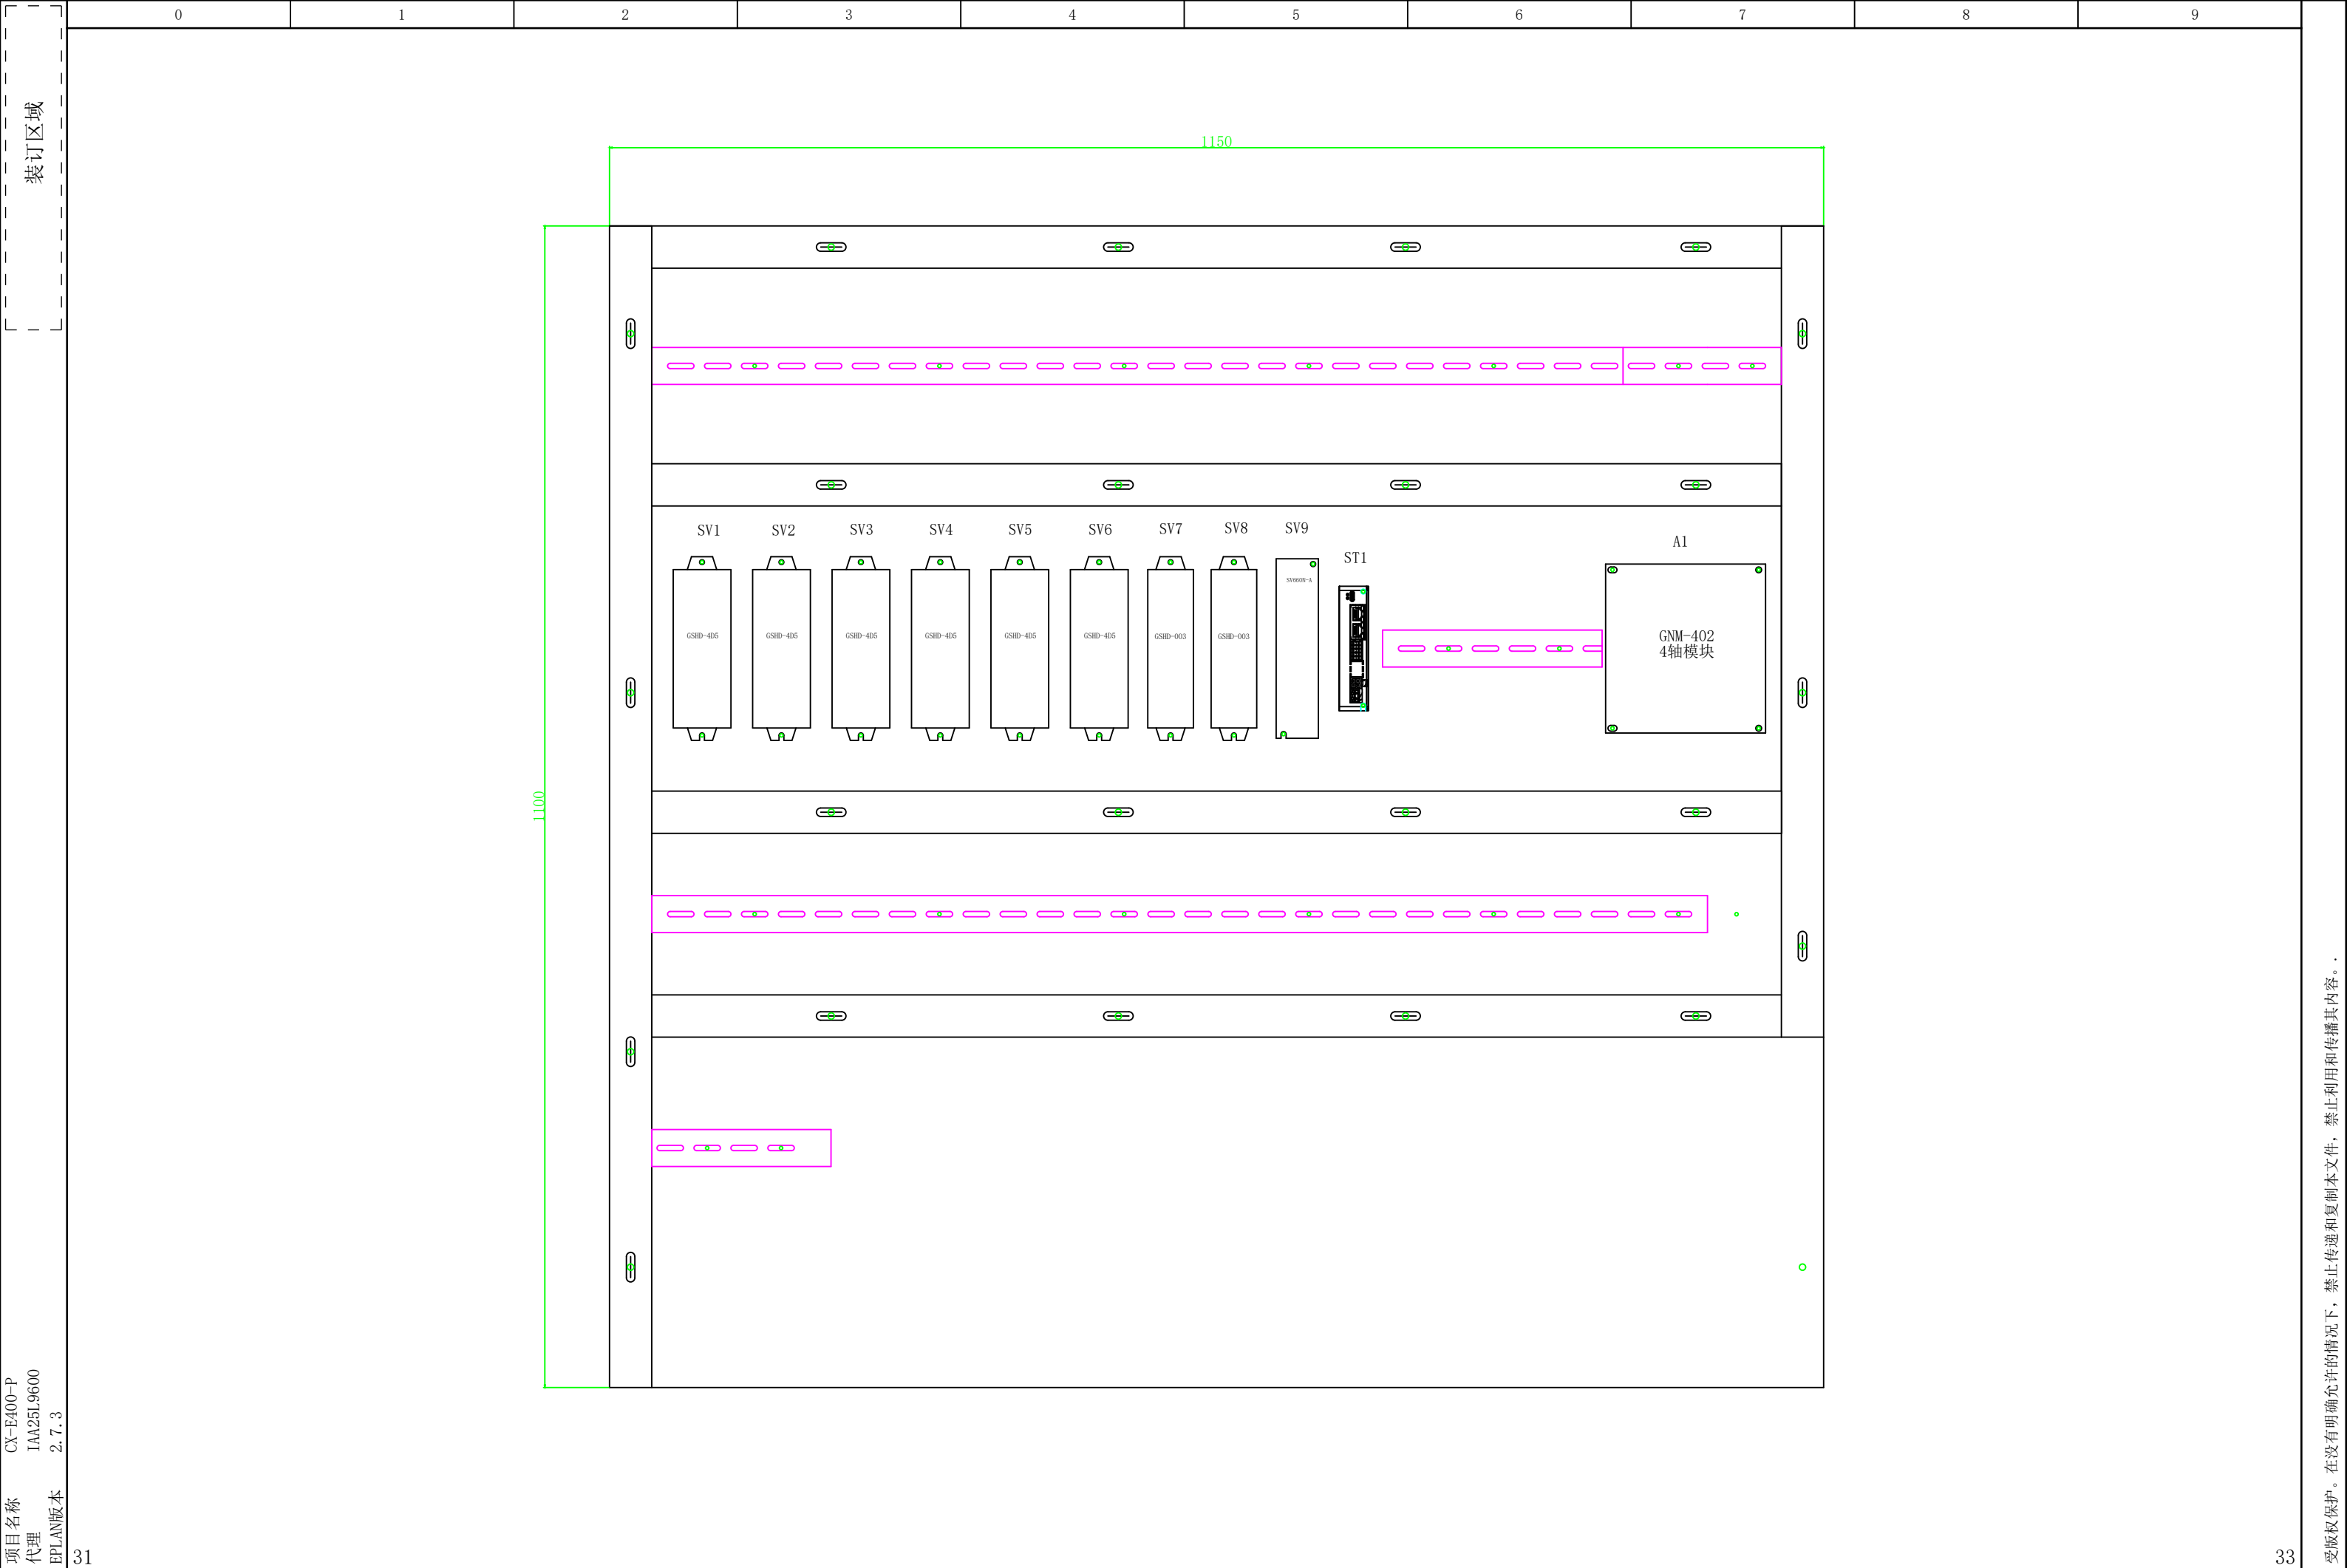 0 1 2 3 4 5 6 7 8 9
装订区域
1150
1100
SV1 SV2 SV3 SV4 SV5 SV6 SV7 SV8 SV9
ST1
A1
SV660N-A
GSHD-4D5 GSHD-4D5 GSHD-4D5 GSHD-4D5 GSHD-4D5 GSHD-4D5 GSHD-003 GSHD-003
GNM-402
4轴模块
项目名称 CX-E400-P
代理 IAA25L9600
EPLAN版本 2.7.3
31
33
受版权保护。在没有明确允许的情况下，禁止传递和复制本文件，禁止利用和传播其内容。.